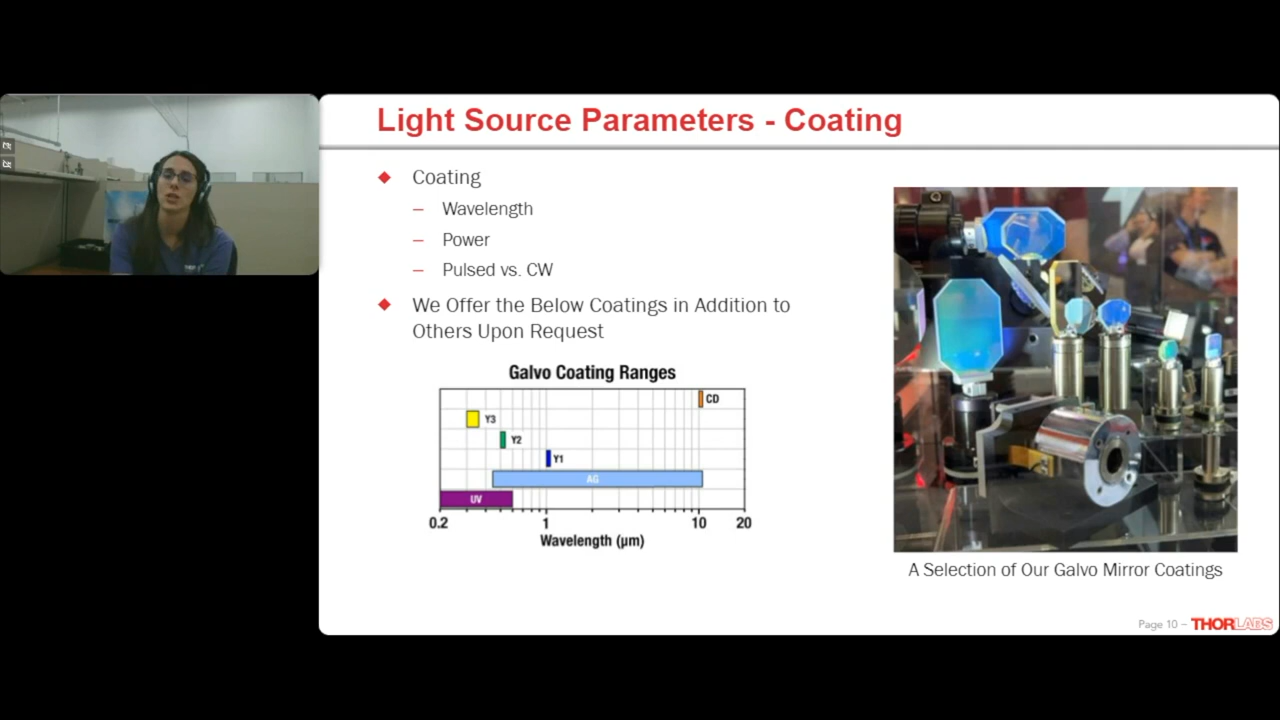 Light Source Parameters - Coating
Coating
– Wavelength
– Power
– Pulsed vs. CW
We Offer the Below Coatings in Addition to
Others Upon Request
Galvo Coating Ranges
CD
Y3
Y2
Y1
AG
UV
0.2 1 10 20
Wavelength (μm)
A Selection of Our Galvo Mirror Coatings
Page 10 – THORLABS